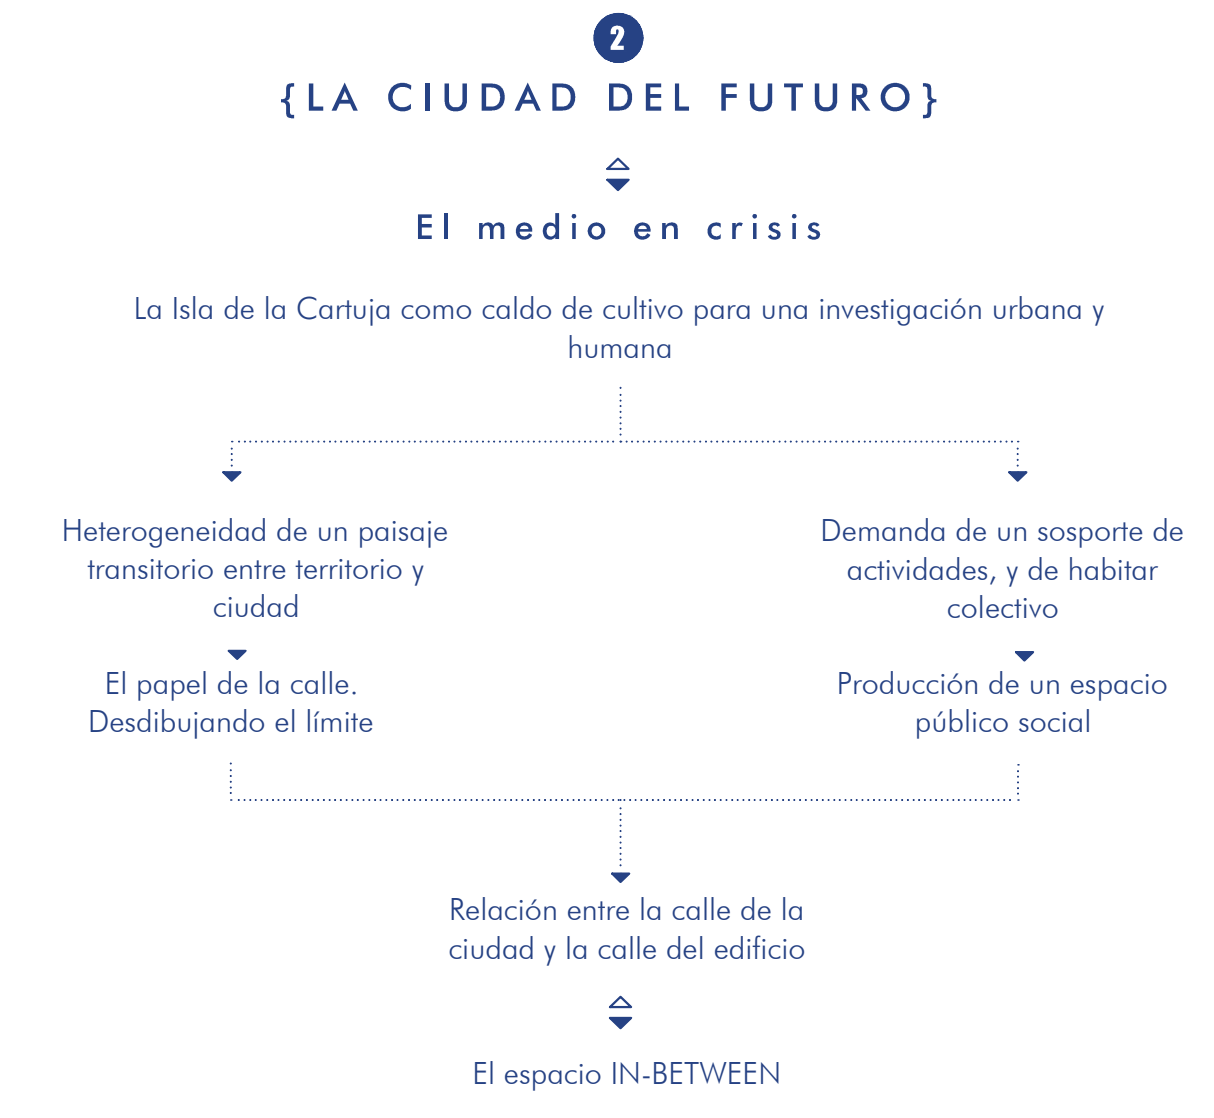 2
{LA CIUDAD DEL FUTURO}
El medio en crisis
La Isla de la Cartuja como caldo de cultivo para una investigación urbana y
humana
Heterogeneidad de un paisaje
transitorio entre territorio y
ciudad
El papel de la calle.
Desdibujando el límite
Demanda de un sosporte de
actividades, y de habitar
colectivo
Producción de un espacio
público social
Relación entre la calle de la
ciudad y la calle del edificio
El espacio IN-BETWEEN